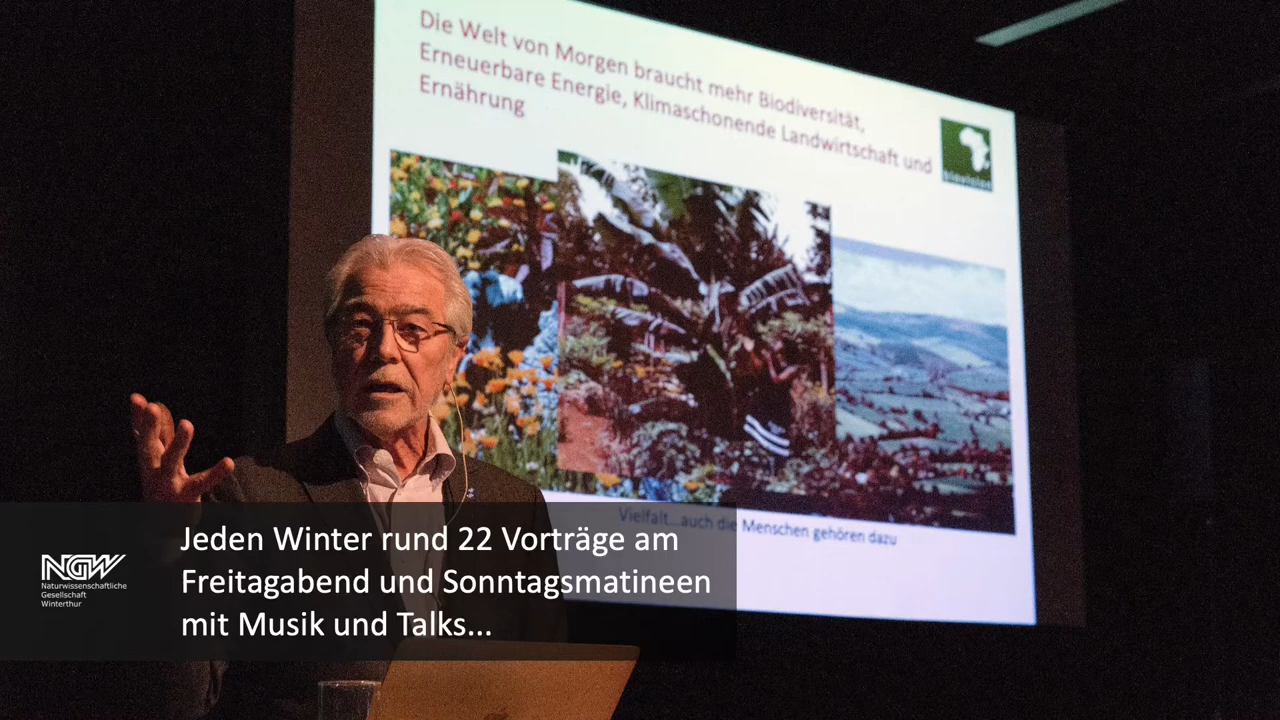 Die Welt von Morgen braucht mehr Biodiversität,
Erneuerbare Energie, Klimaschonende Landwirtschaft und
Ernährung
biovision
Vielfalt...auch die Menschen gehören dazu
Jeden Winter rund 22 Vorträge am
Freitagabend und Sonntagsmatineen
mit Musik und Talks...
NGW
Naturwissenschaftliche
Gesellschaft
Winterthur